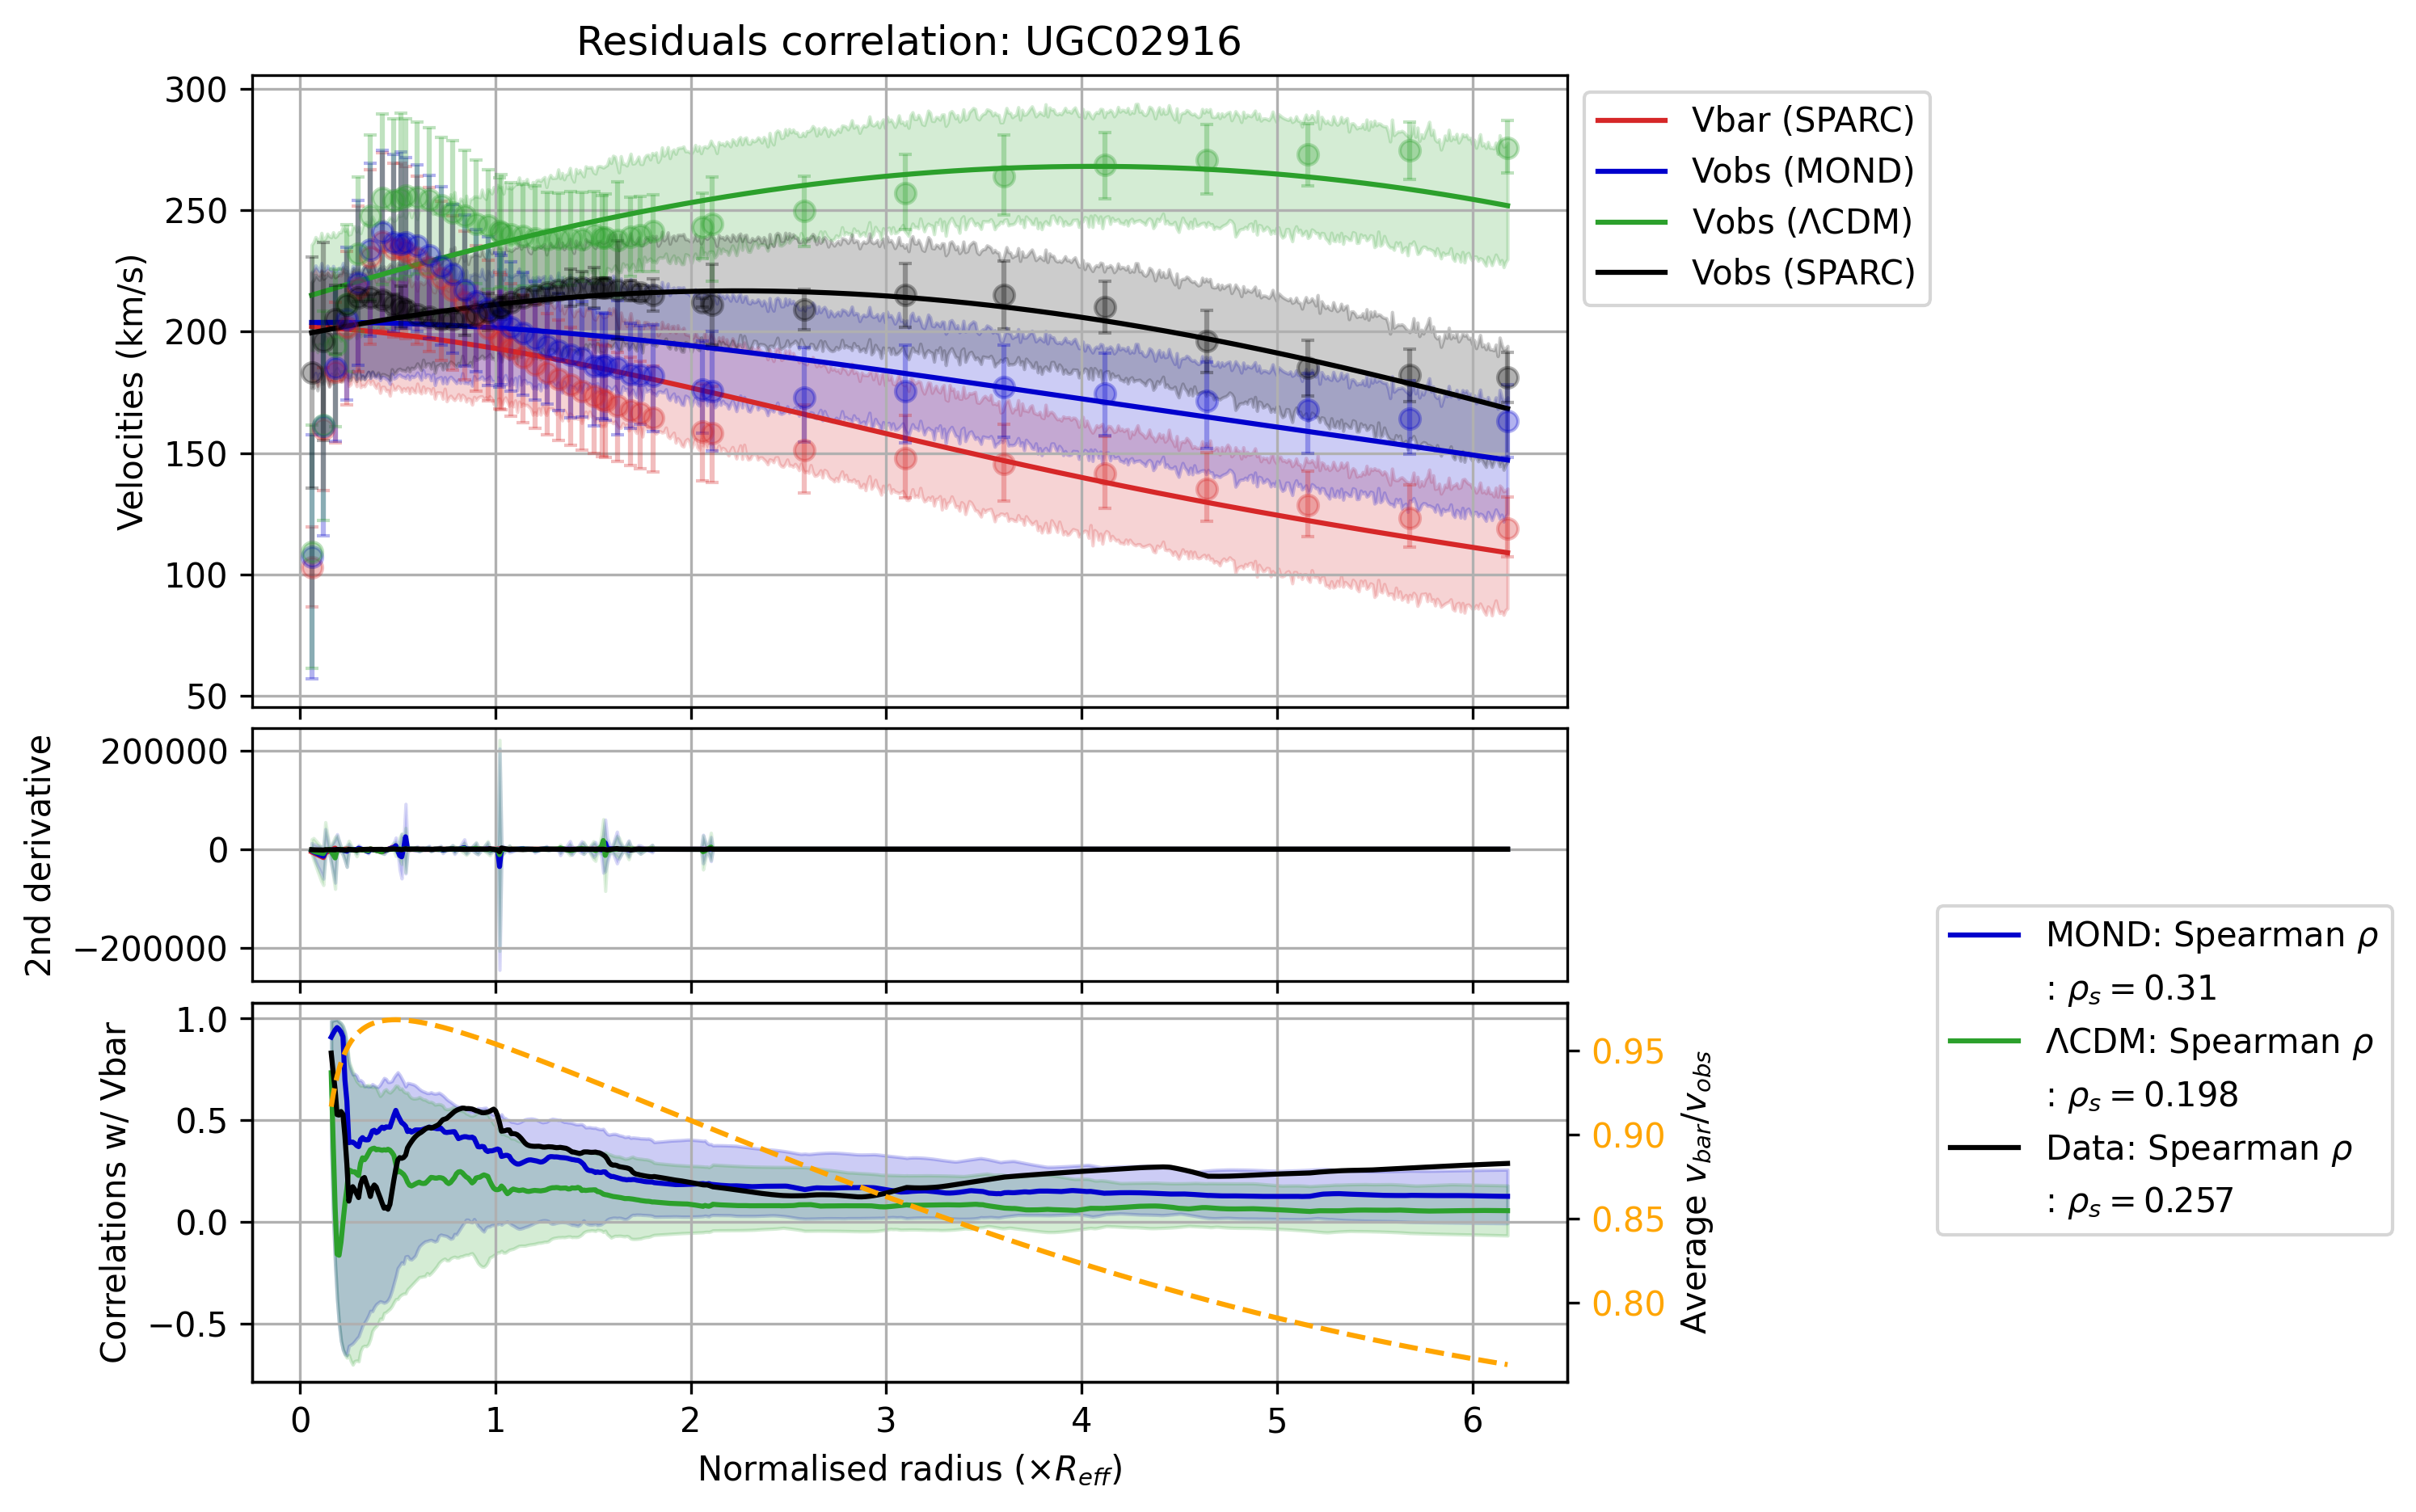 Residuals correlation: UGC02916
300
250
200
150
100
50
Velocities (km/s)
Vbar (SPARC)
Vobs (MOND)
Vobs (ΛCDM)
Vobs (SPARC)
200000
0
−200000
2nd derivative
1.0
0.5
0.0
−0.5
Correlations w/ Vbar
0.95
0.90
0.85
0.80
Average v_bar/v_obs
MOND: Spearman ρ
: ρ_s = 0.31
ΛCDM: Spearman ρ
: ρ_s = 0.198
Data: Spearman ρ
: ρ_s = 0.257
0 1 2 3 4 5 6
Normalised radius (×R_eff)